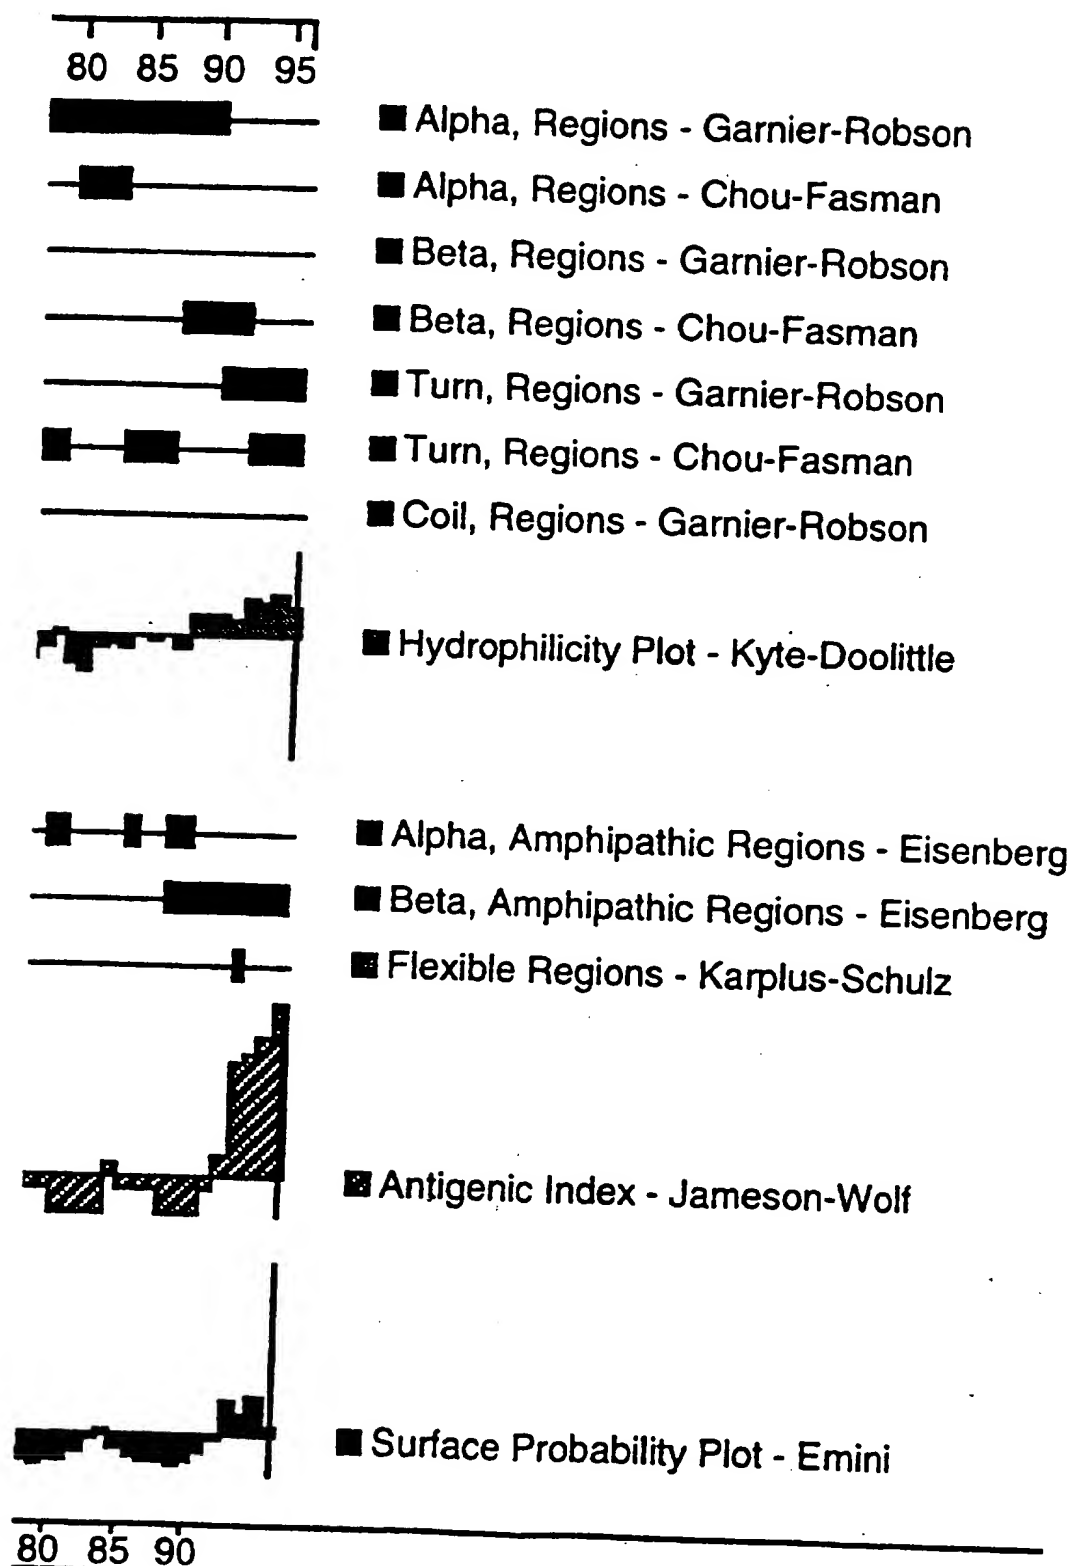 80 85 90 95
Alpha, Regions - Garnier-Robson
Alpha, Regions - Chou-Fasman
Beta, Regions - Garnier-Robson
Beta, Regions - Chou-Fasman
Turn, Regions - Garnier-Robson
Turn, Regions - Chou-Fasman
Coil, Regions - Garnier-Robson
Hydrophilicity Plot - Kyte-Doolittle
Alpha, Amphipathic Regions - Eisenberg
Beta, Amphipathic Regions - Eisenberg
Flexible Regions - Karplus-Schulz
Antigenic Index - Jameson-Wolf
Surface Probability Plot - Emini
80 85 90